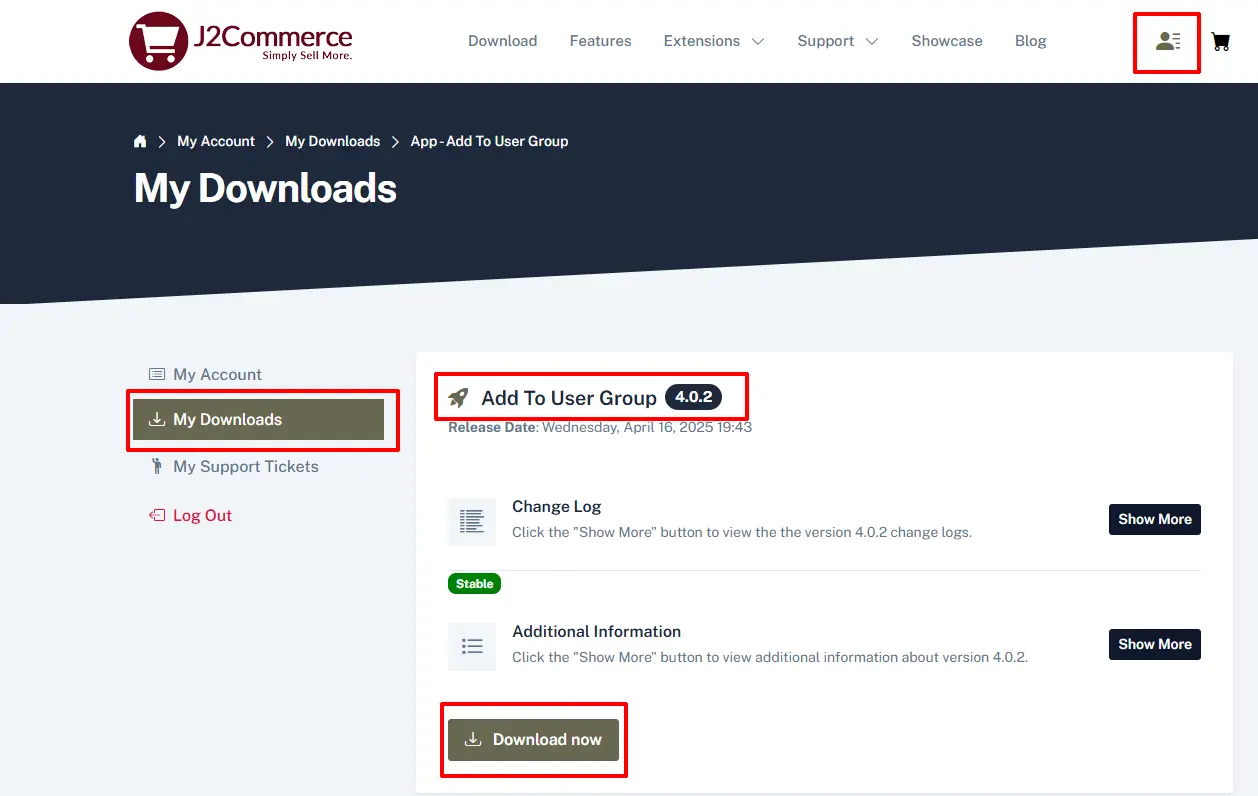 J2Commerce
Simply Sell More.
Download Features Extensions Support Showcase Blog
My Account My Downloads App - Add To User Group
My Downloads
My Account
My Downloads
My Support Tickets
Log Out
Add To User Group 4.0.2
Release Date: Wednesday, April 16, 2025 19:43
Change Log
Click the "Show More" button to view the the version 4.0.2 change logs.
Show More
Stable
Additional Information
Click the "Show More" button to view additional information about version 4.0.2.
Show More
Download now